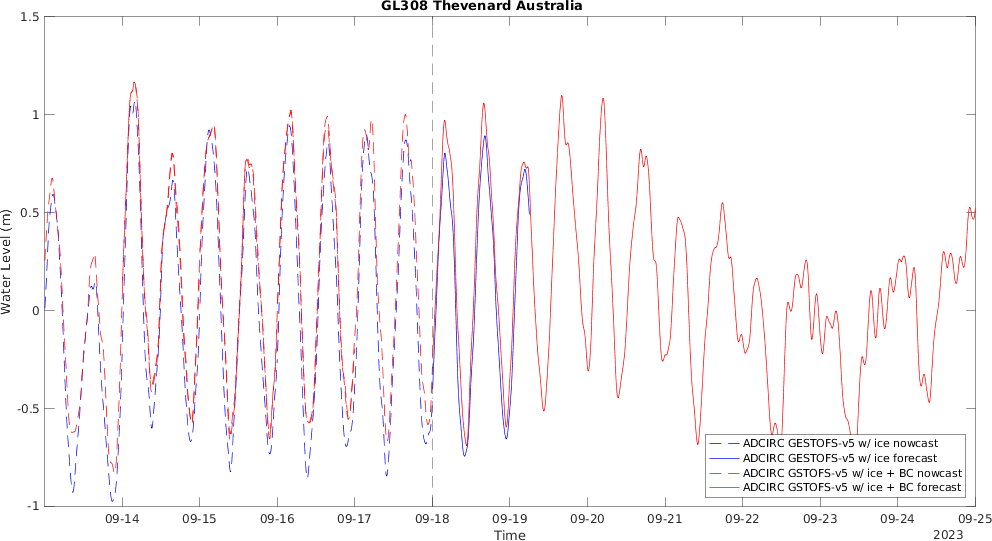 GL308 Thevenard Australia
1.5
1
0.5
0
-0.5
-1
Water Level (m)
09-14 09-15 09-16 09-17 09-18 09-19 09-20 09-21 09-22 09-23 09-24 09-25
Time
2023
ADCIRC GESTOFS-v5 w/ ice nowcast
ADCIRC GESTOFS-v5 w/ ice forecast
ADCIRC GSTOFS-v5 w/ ice + BC nowcast
ADCIRC GSTOFS-v5 w/ ice + BC forecast